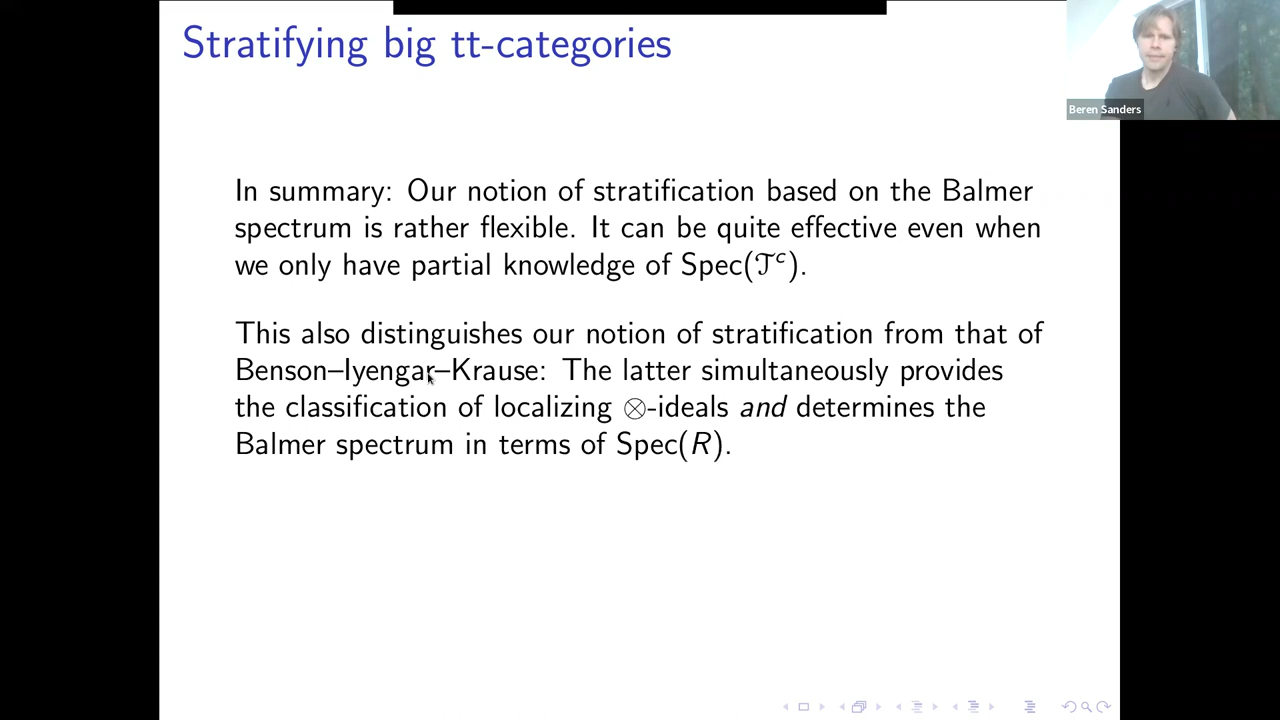 Stratifying big tt-categories
Beren Sanders
In summary: Our notion of stratification based on the Balmer
spectrum is rather flexible. It can be quite effective even when
we only have partial knowledge of Spec(𝒯ᶜ).
This also distinguishes our notion of stratification from that of
Benson–Iyengar–Krause: The latter simultaneously provides
the classification of localizing ⊗-ideals and determines the
Balmer spectrum in terms of Spec(R).